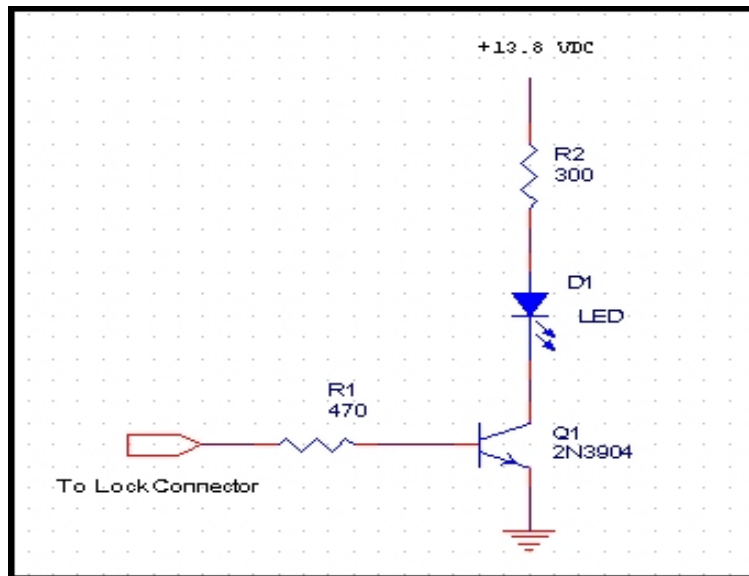 +13.8 VDC
R2
300
D1
LED
R1
470
Q1
2N3904
To Lock Connector